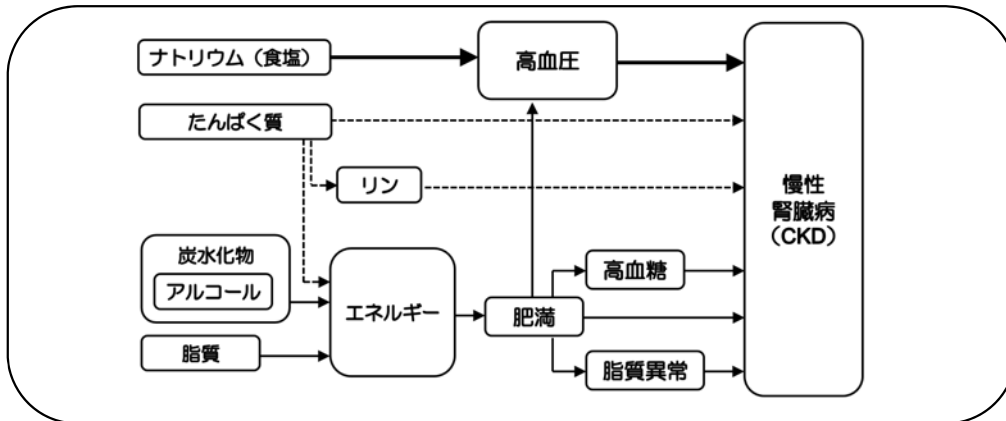 ナトリウム（食塩）
高血圧
たんぱく質
リン
慢性
腎臓病
（CKD）
炭水化物
アルコール
エネルギー
高血糖
肥満
脂質
脂質異常